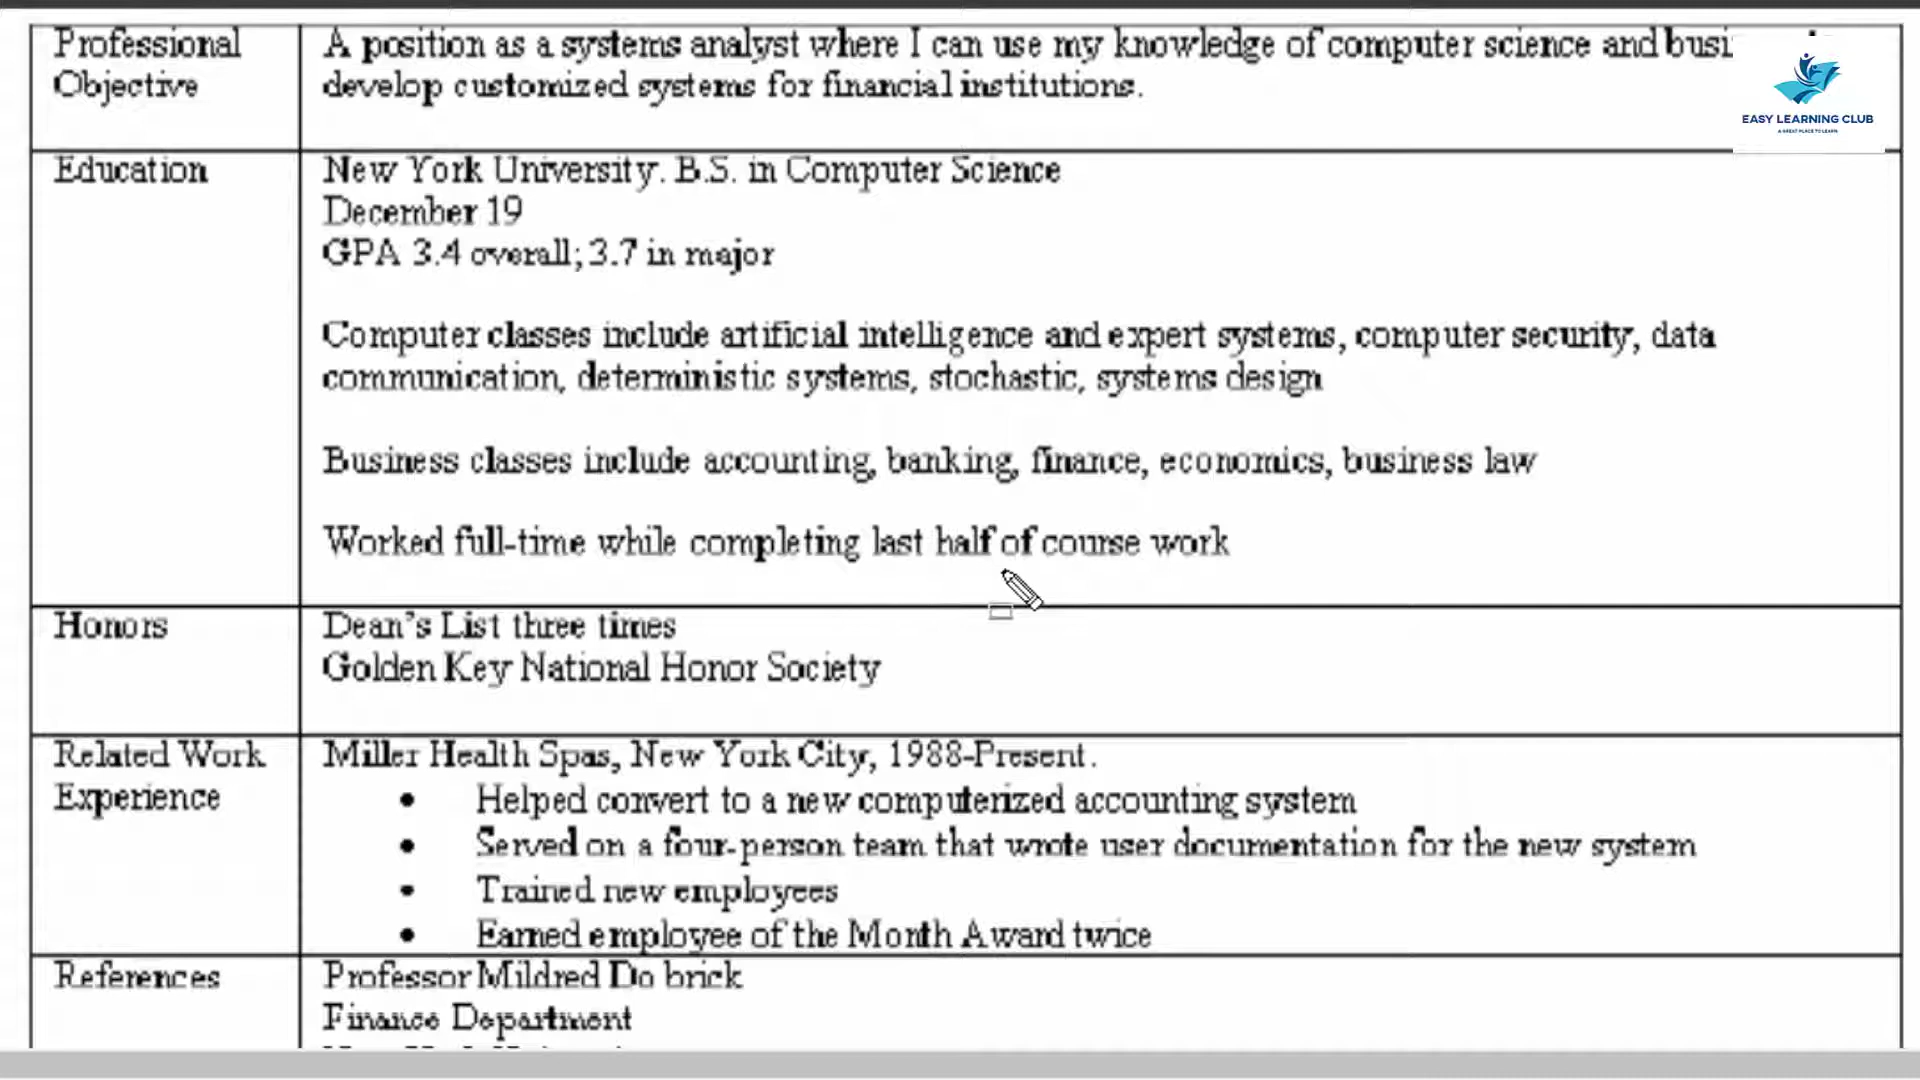 Professional Objective
A position as a systems analyst where I can use my knowledge of computer science and busi
develop customized systems for financial institutions.
EASY LEARNING CLUB
A GREAT PLACE TO LEARN
Education
New York University. B.S. in Computer Science
December 19
GPA 3.4 overall; 3.7 in major
Computer classes include artificial intelligence and expert systems, computer security, data
communication, deterministic systems, stochastic, systems design
Business classes include accounting, banking, finance, economics, business law
Worked full-time while completing last half of course work
Honors
Dean's List three times
Golden Key National Honor Society
Related Work Experience
Miller Health Spas, New York City, 1988-Present.
• Helped convert to a new computerized accounting system
• Served on a four-person team that wrote user documentation for the new system
• Trained new employees
• Earned employee of the Month Award twice
References
Professor Mildred Do brick
Finance Department